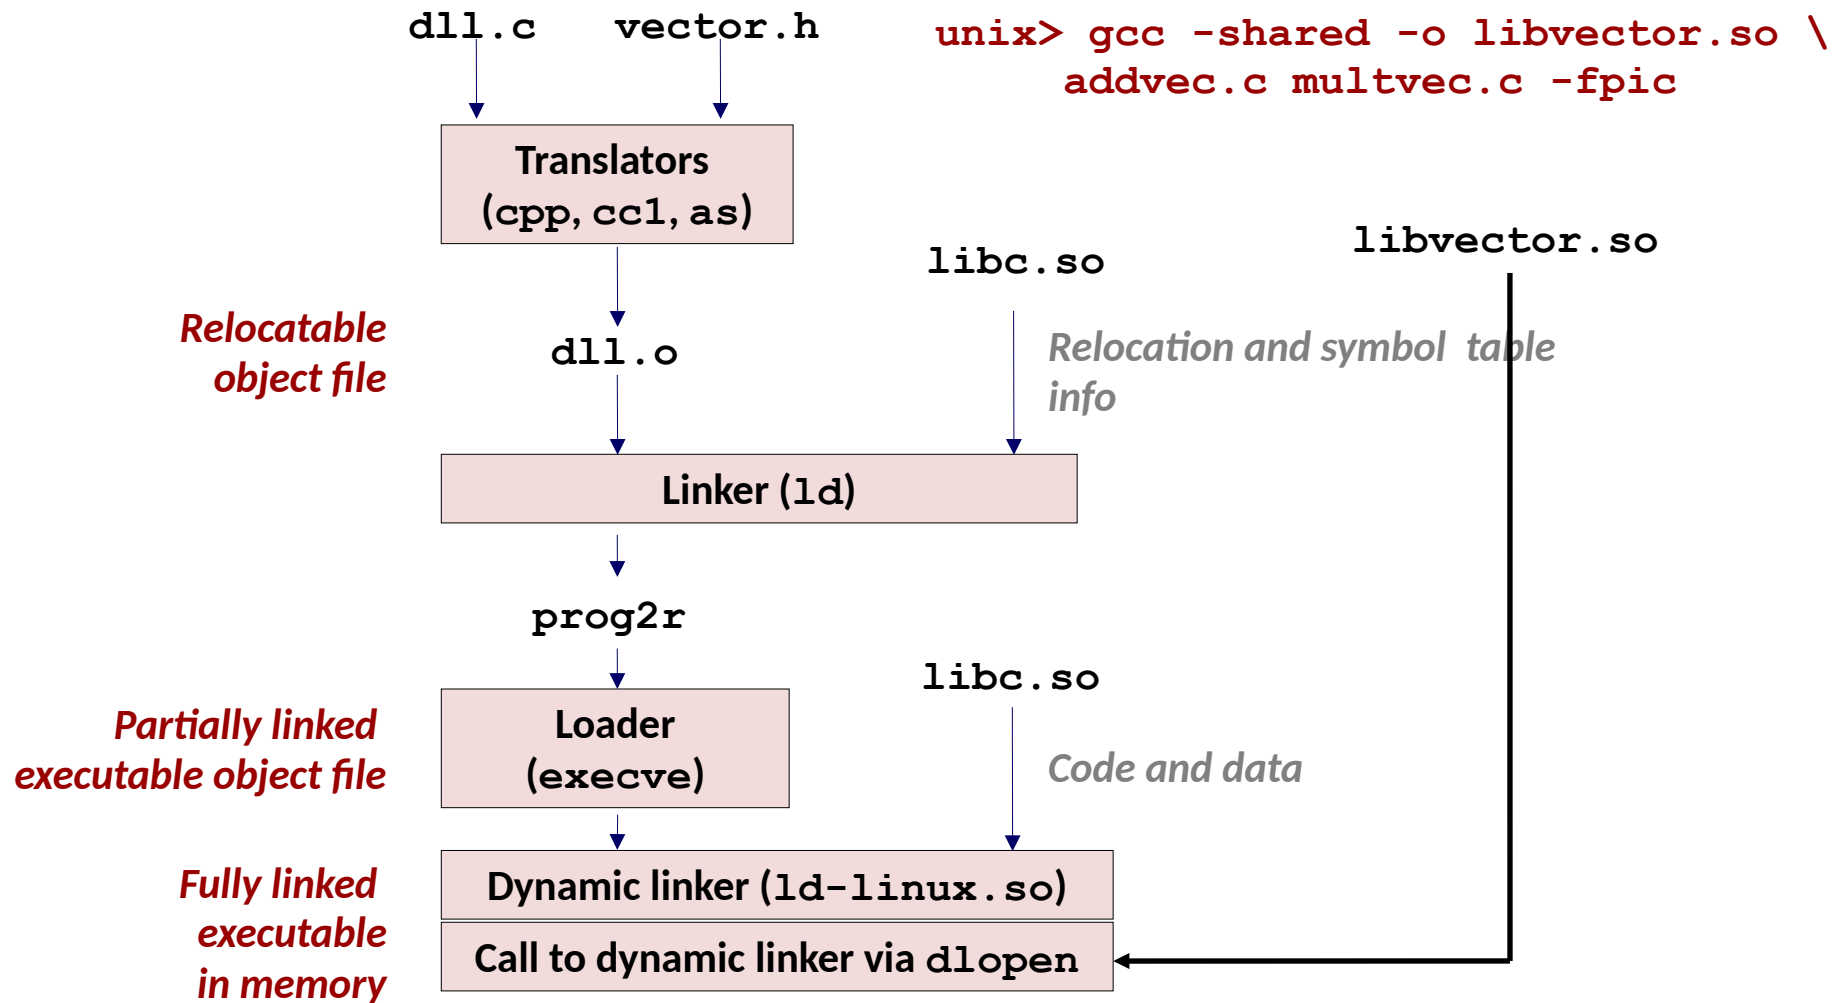 dll.c vector.h
unix> gcc -shared -o libvector.so \
addvec.c multvec.c -fpic
Translators
(cpp, cc1, as)
libvector.so
libc.so
Relocatable
object file
dll.o
Relocation and symbol table
info
Linker (ld)
prog2r
libc.so
Partially linked
executable object file
Loader
(execve)
Code and data
Fully linked
executable
in memory
Dynamic linker (ld-linux.so)
Call to dynamic linker via dlopen